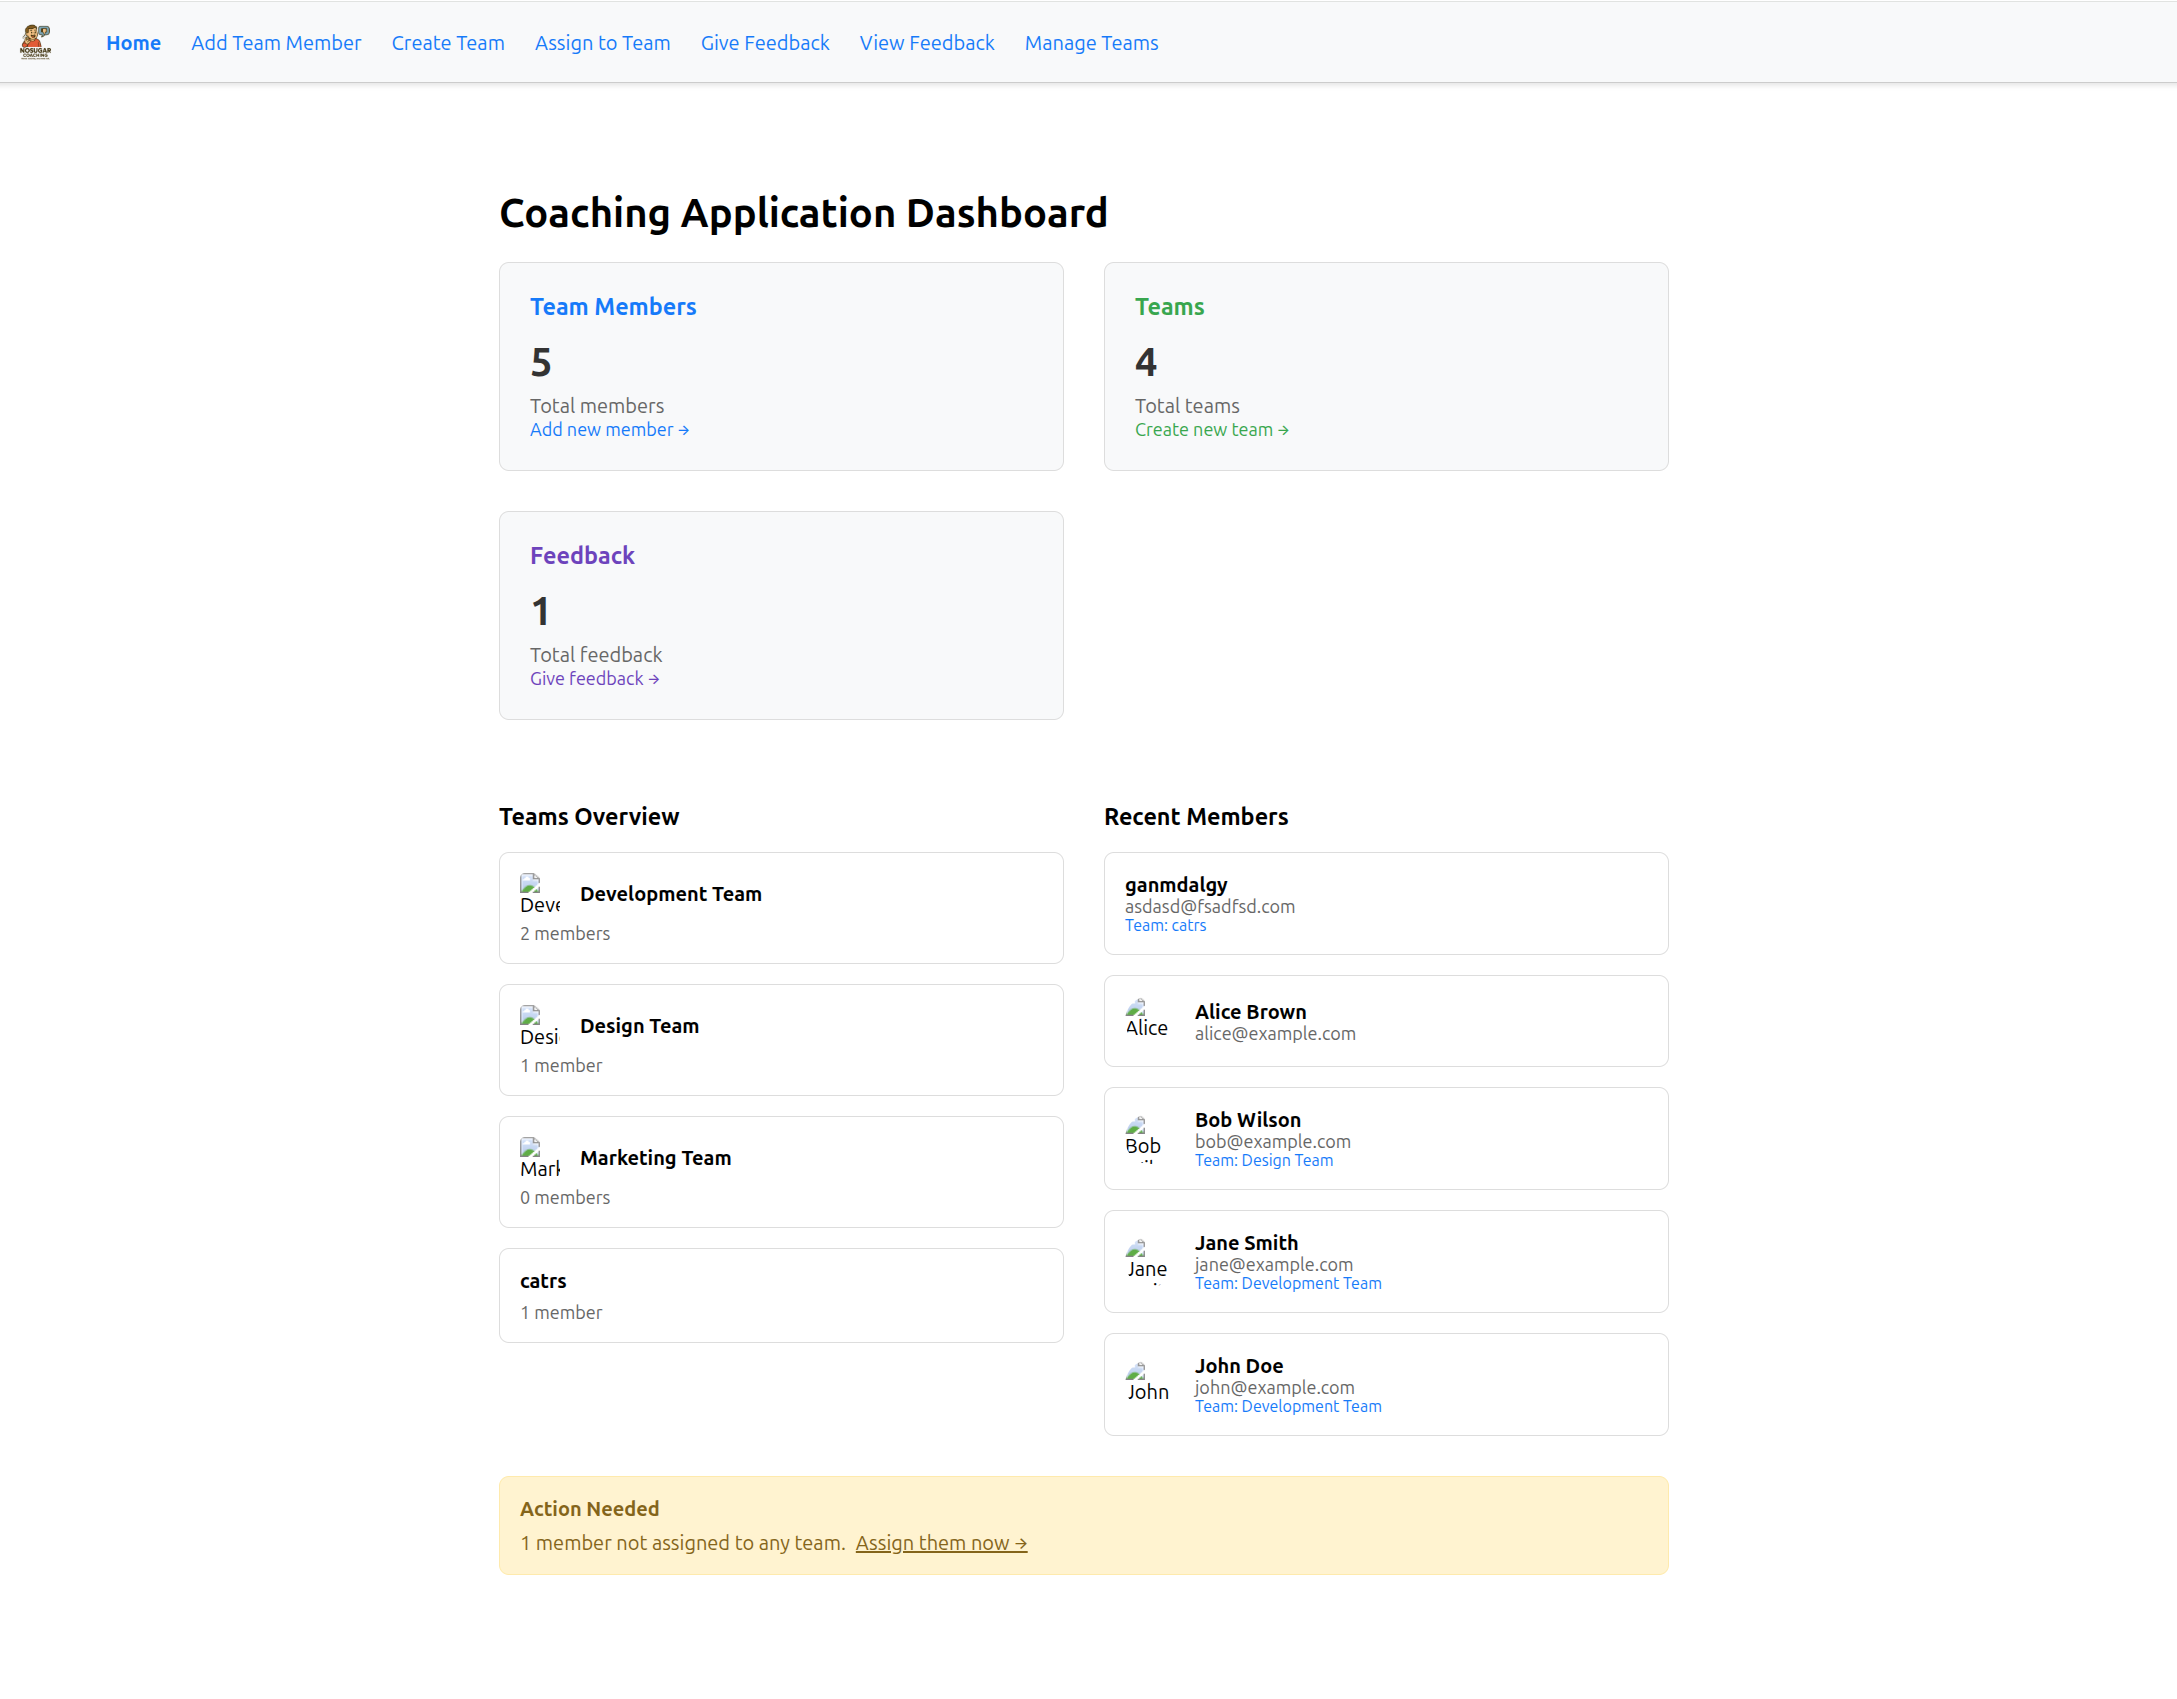 NOSUGAR
COACHING
Home Add Team Member Create Team Assign to Team Give Feedback View Feedback Manage Teams
Coaching Application Dashboard
Team Members
5
Total members
Add new member →
Teams
4
Total teams
Create new team →
Feedback
1
Total feedback
Give feedback →
Teams Overview
Deve
Development Team
2 members
Desi
Design Team
1 member
Mark
Marketing Team
0 members
catrs
1 member
Recent Members
ganmdalgy
asdasd@fsadfsd.com
Team: catrs
Alice
Alice Brown
alice@example.com
Bob
Bob Wilson
bob@example.com
Team: Design Team
Jane
Jane Smith
jane@example.com
Team: Development Team
John
John Doe
john@example.com
Team: Development Team
Action Needed
1 member not assigned to any team. Assign them now →